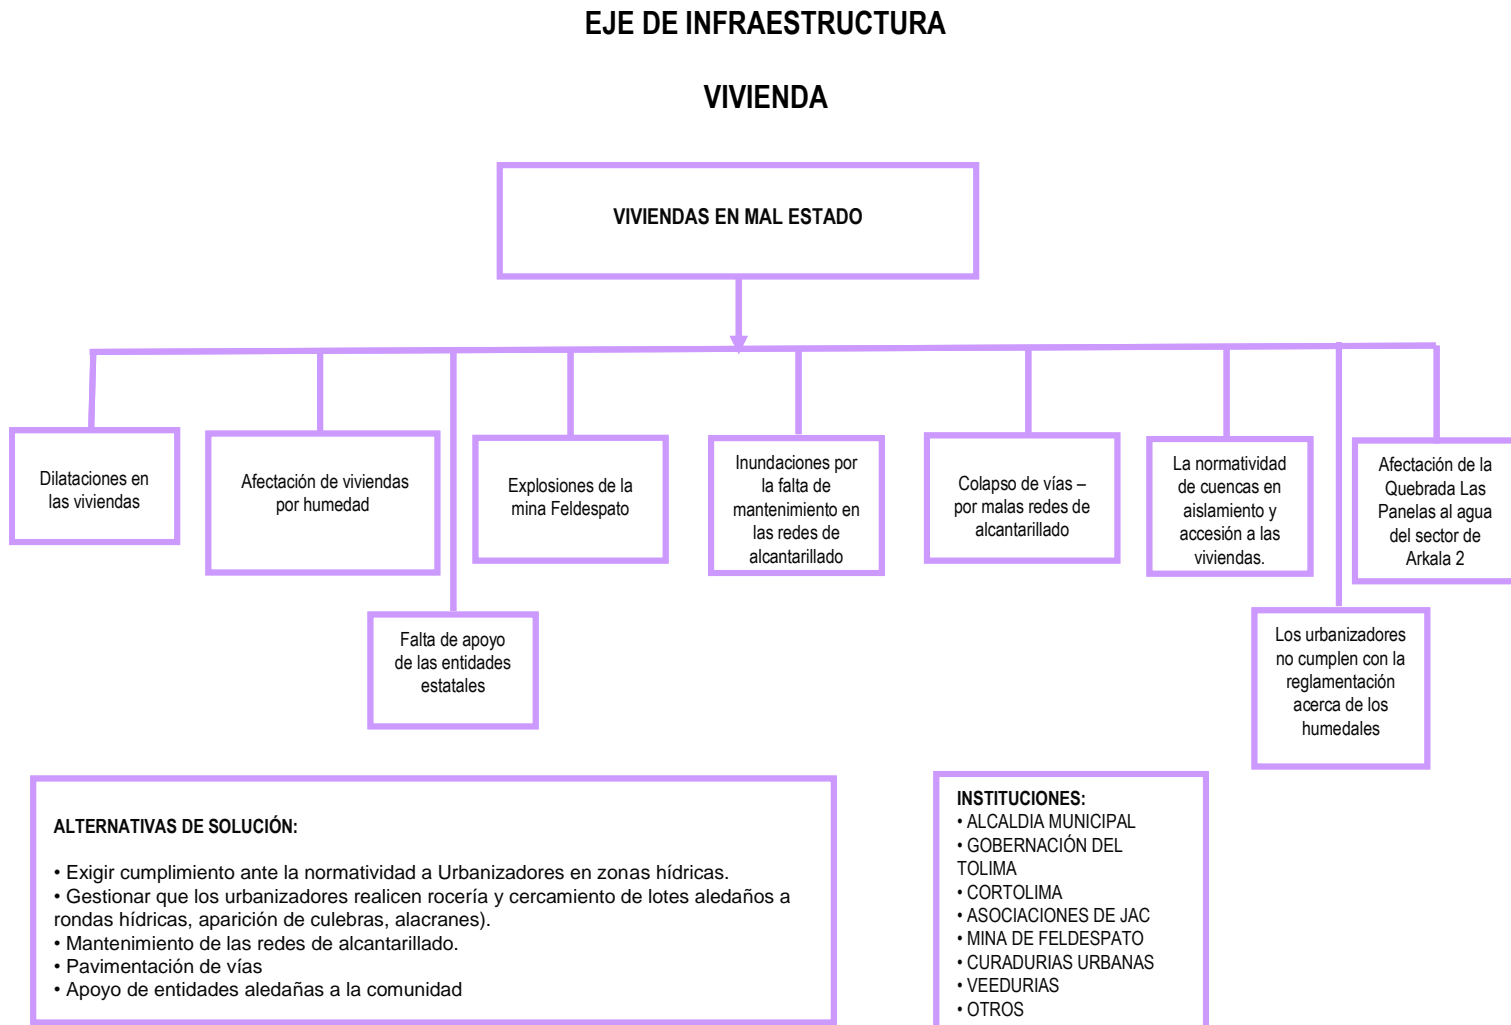 EJE DE INFRAESTRUCTURA
VIVIENDA
VIVIENDAS EN MAL ESTADO
Dilataciones en
las viviendas
Afectación de viviendas
por humedad
Explosiones de la
mina Feldespato
Inundaciones por
la falta de
mantenimiento en
las redes de
alcantarillado
Colapso de vías –
por malas redes de
alcantarillado
La normatividad
de cuencas en
aislamiento y
accesión a las
viviendas.
Afectación de la
Quebrada Las
Panelas al agua
del sector de
Arkala 2
Falta de apoyo
de las entidades
estatales
Los urbanizadores
no cumplen con la
reglamentación
acerca de los
humedales
ALTERNATIVAS DE SOLUCIÓN:
• Exigir cumplimiento ante la normatividad a Urbanizadores en zonas hídricas.
• Gestionar que los urbanizadores realicen rocería y cercamiento de lotes aledaños a
rondas hídricas, aparición de culebras, alacranes).
• Mantenimiento de las redes de alcantarillado.
• Pavimentación de vías
• Apoyo de entidades aledañas a la comunidad
INSTITUCIONES:
• ALCALDIA MUNICIPAL
• GOBERNACIÓN DEL
TOLIMA
• CORTOLIMA
• ASOCIACIONES DE JAC
• MINA DE FELDESPATO
• CURADURIAS URBANAS
• VEEDURIAS
• OTROS